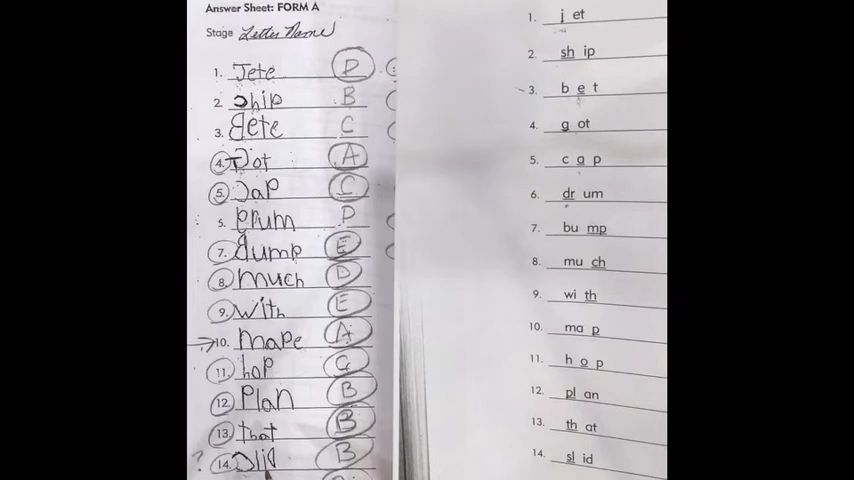 Answer Sheet: FORM A
Stage Letter Name
1. Jete D
2. ship B
3. Bete C
4. Jot A
5. Jap C
5. Prum D
7. Bump E
8. much D
9. with E
10. mape A
11. hop C
12. Plan B
13. that B
? 14. Slid B
1. j et
2. sh ip
3. b e t
4. g ot
5. c a p
6. dr um
7. bu mp
8. mu ch
9. wi th
10. ma p
11. h o p
12. pl an
13. th at
14. sl id